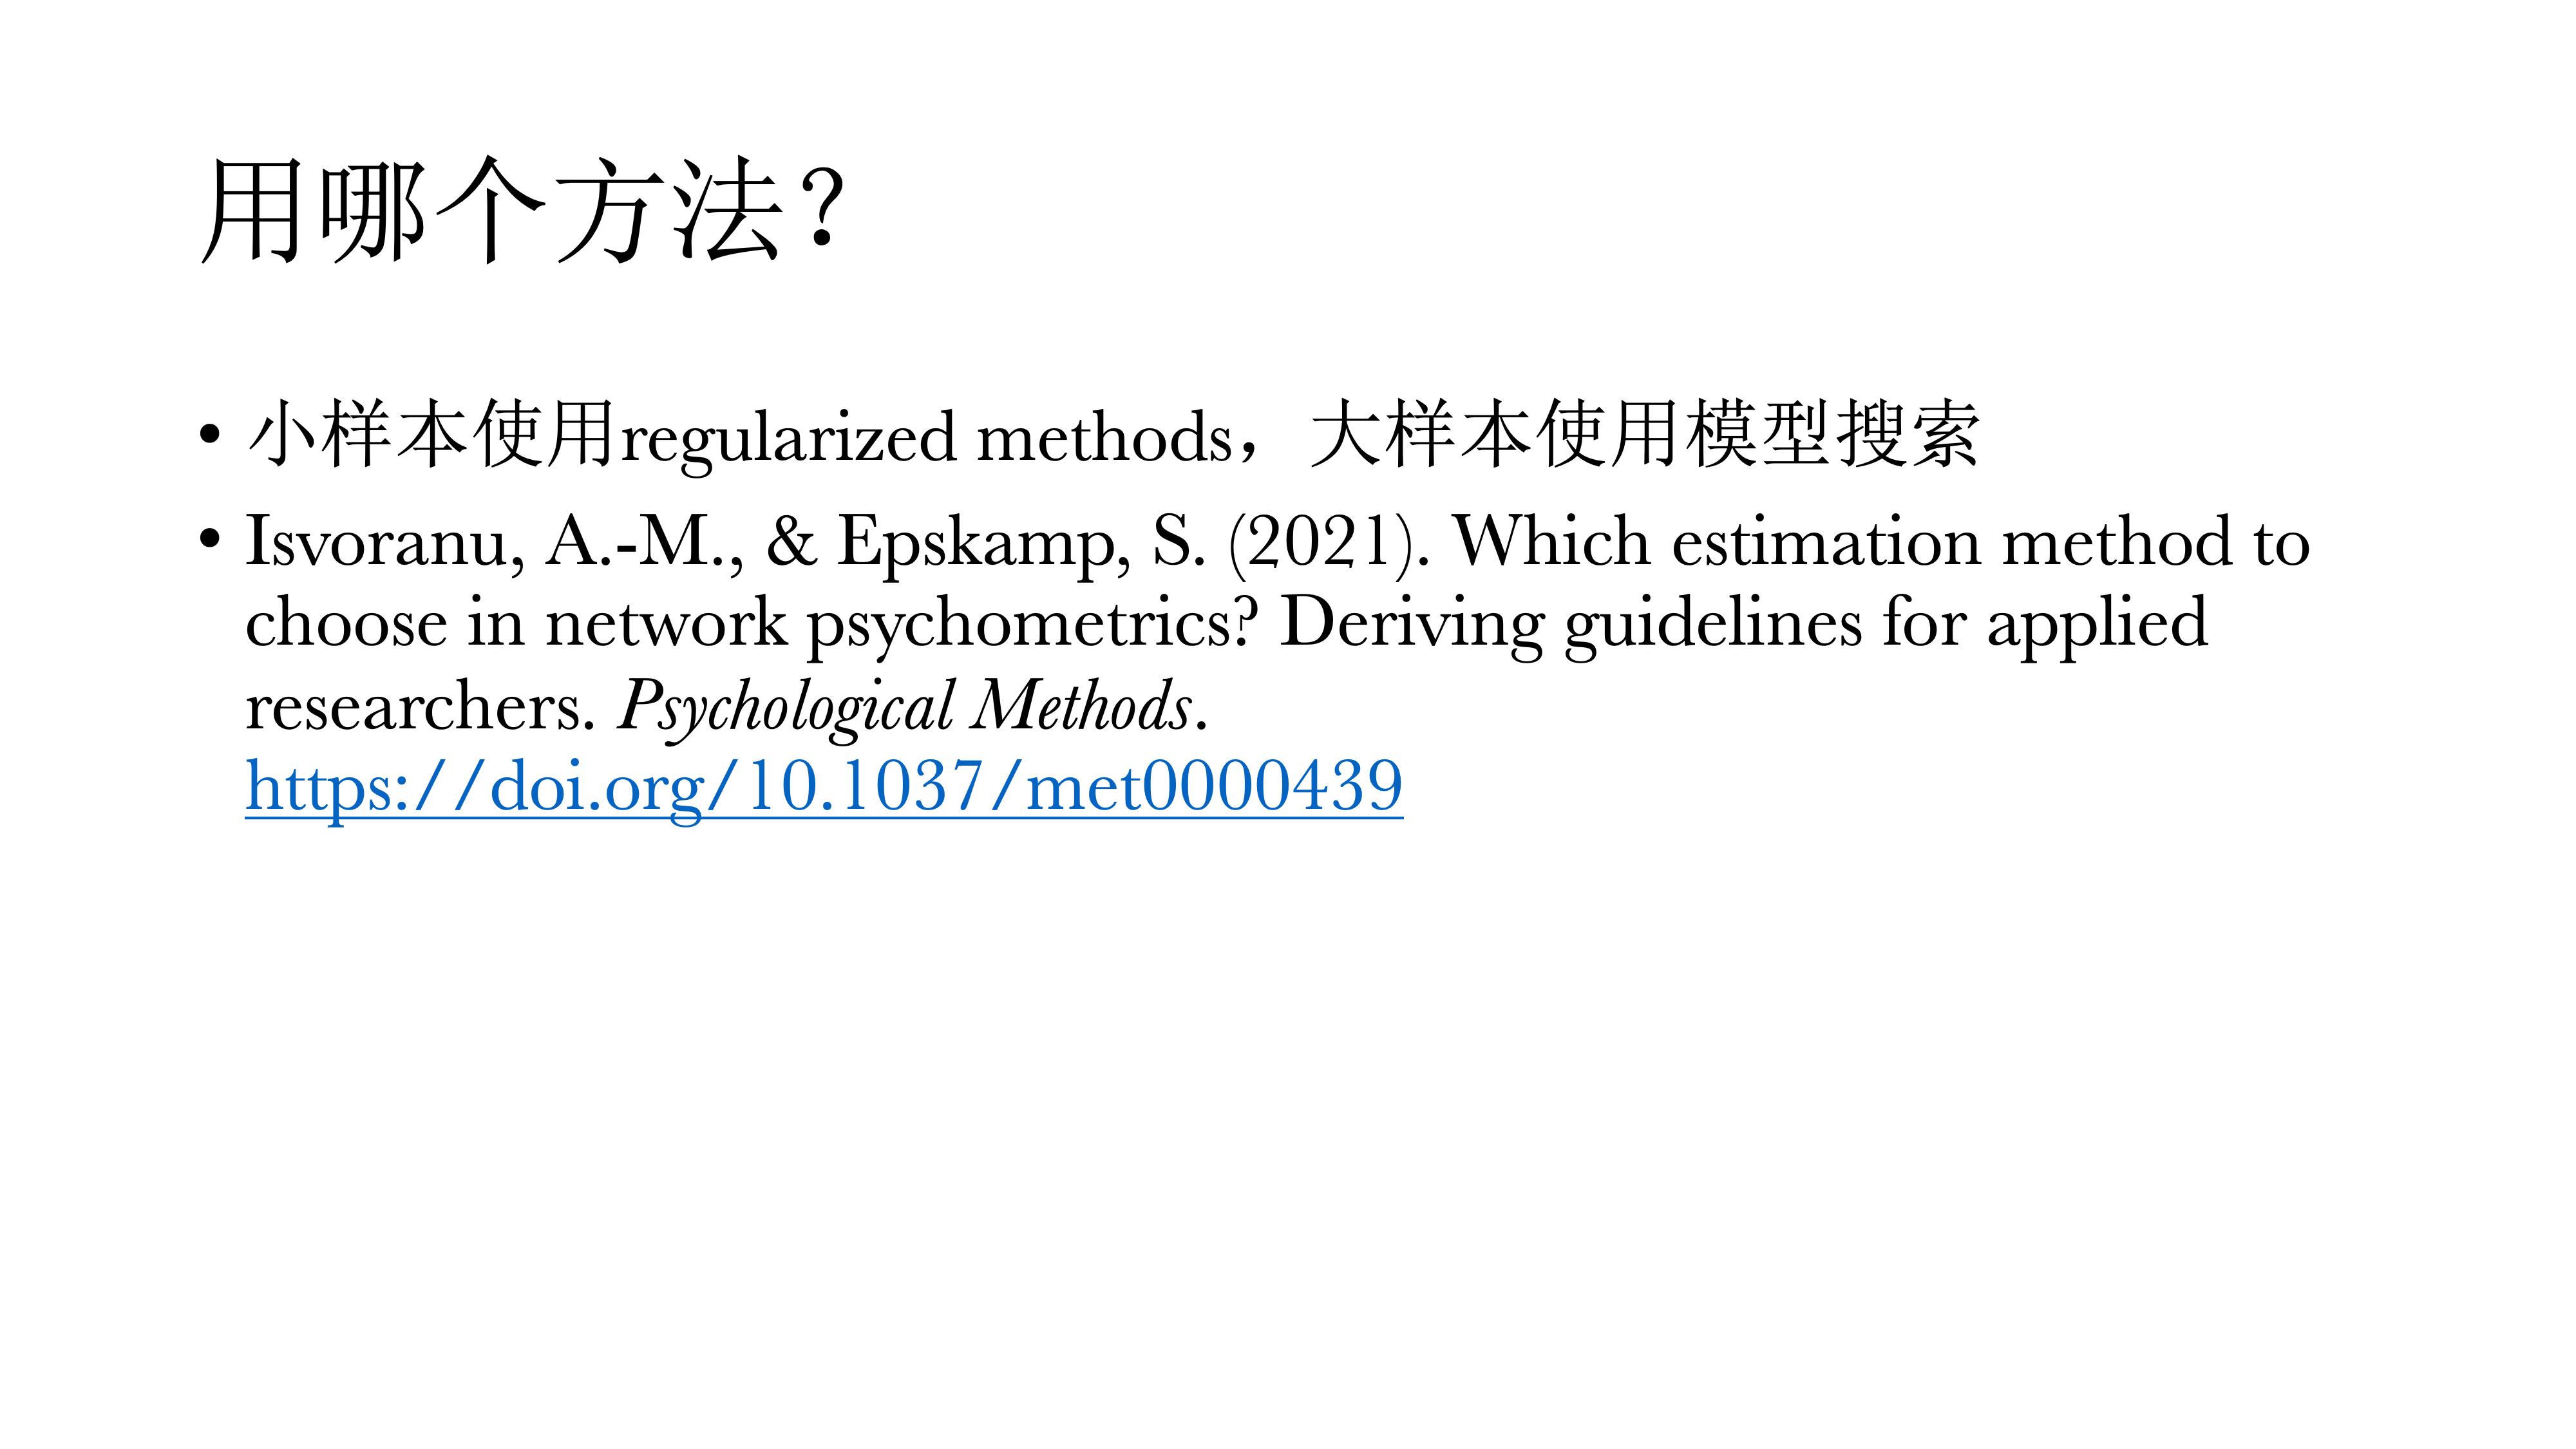 用哪个方法？
• 小样本使用regularized methods，大样本使用模型搜索
• Isvoranu, A.-M., & Epskamp, S. (2021). Which estimation method to
choose in network psychometrics? Deriving guidelines for applied
researchers. Psychological Methods.
https://doi.org/10.1037/met0000439